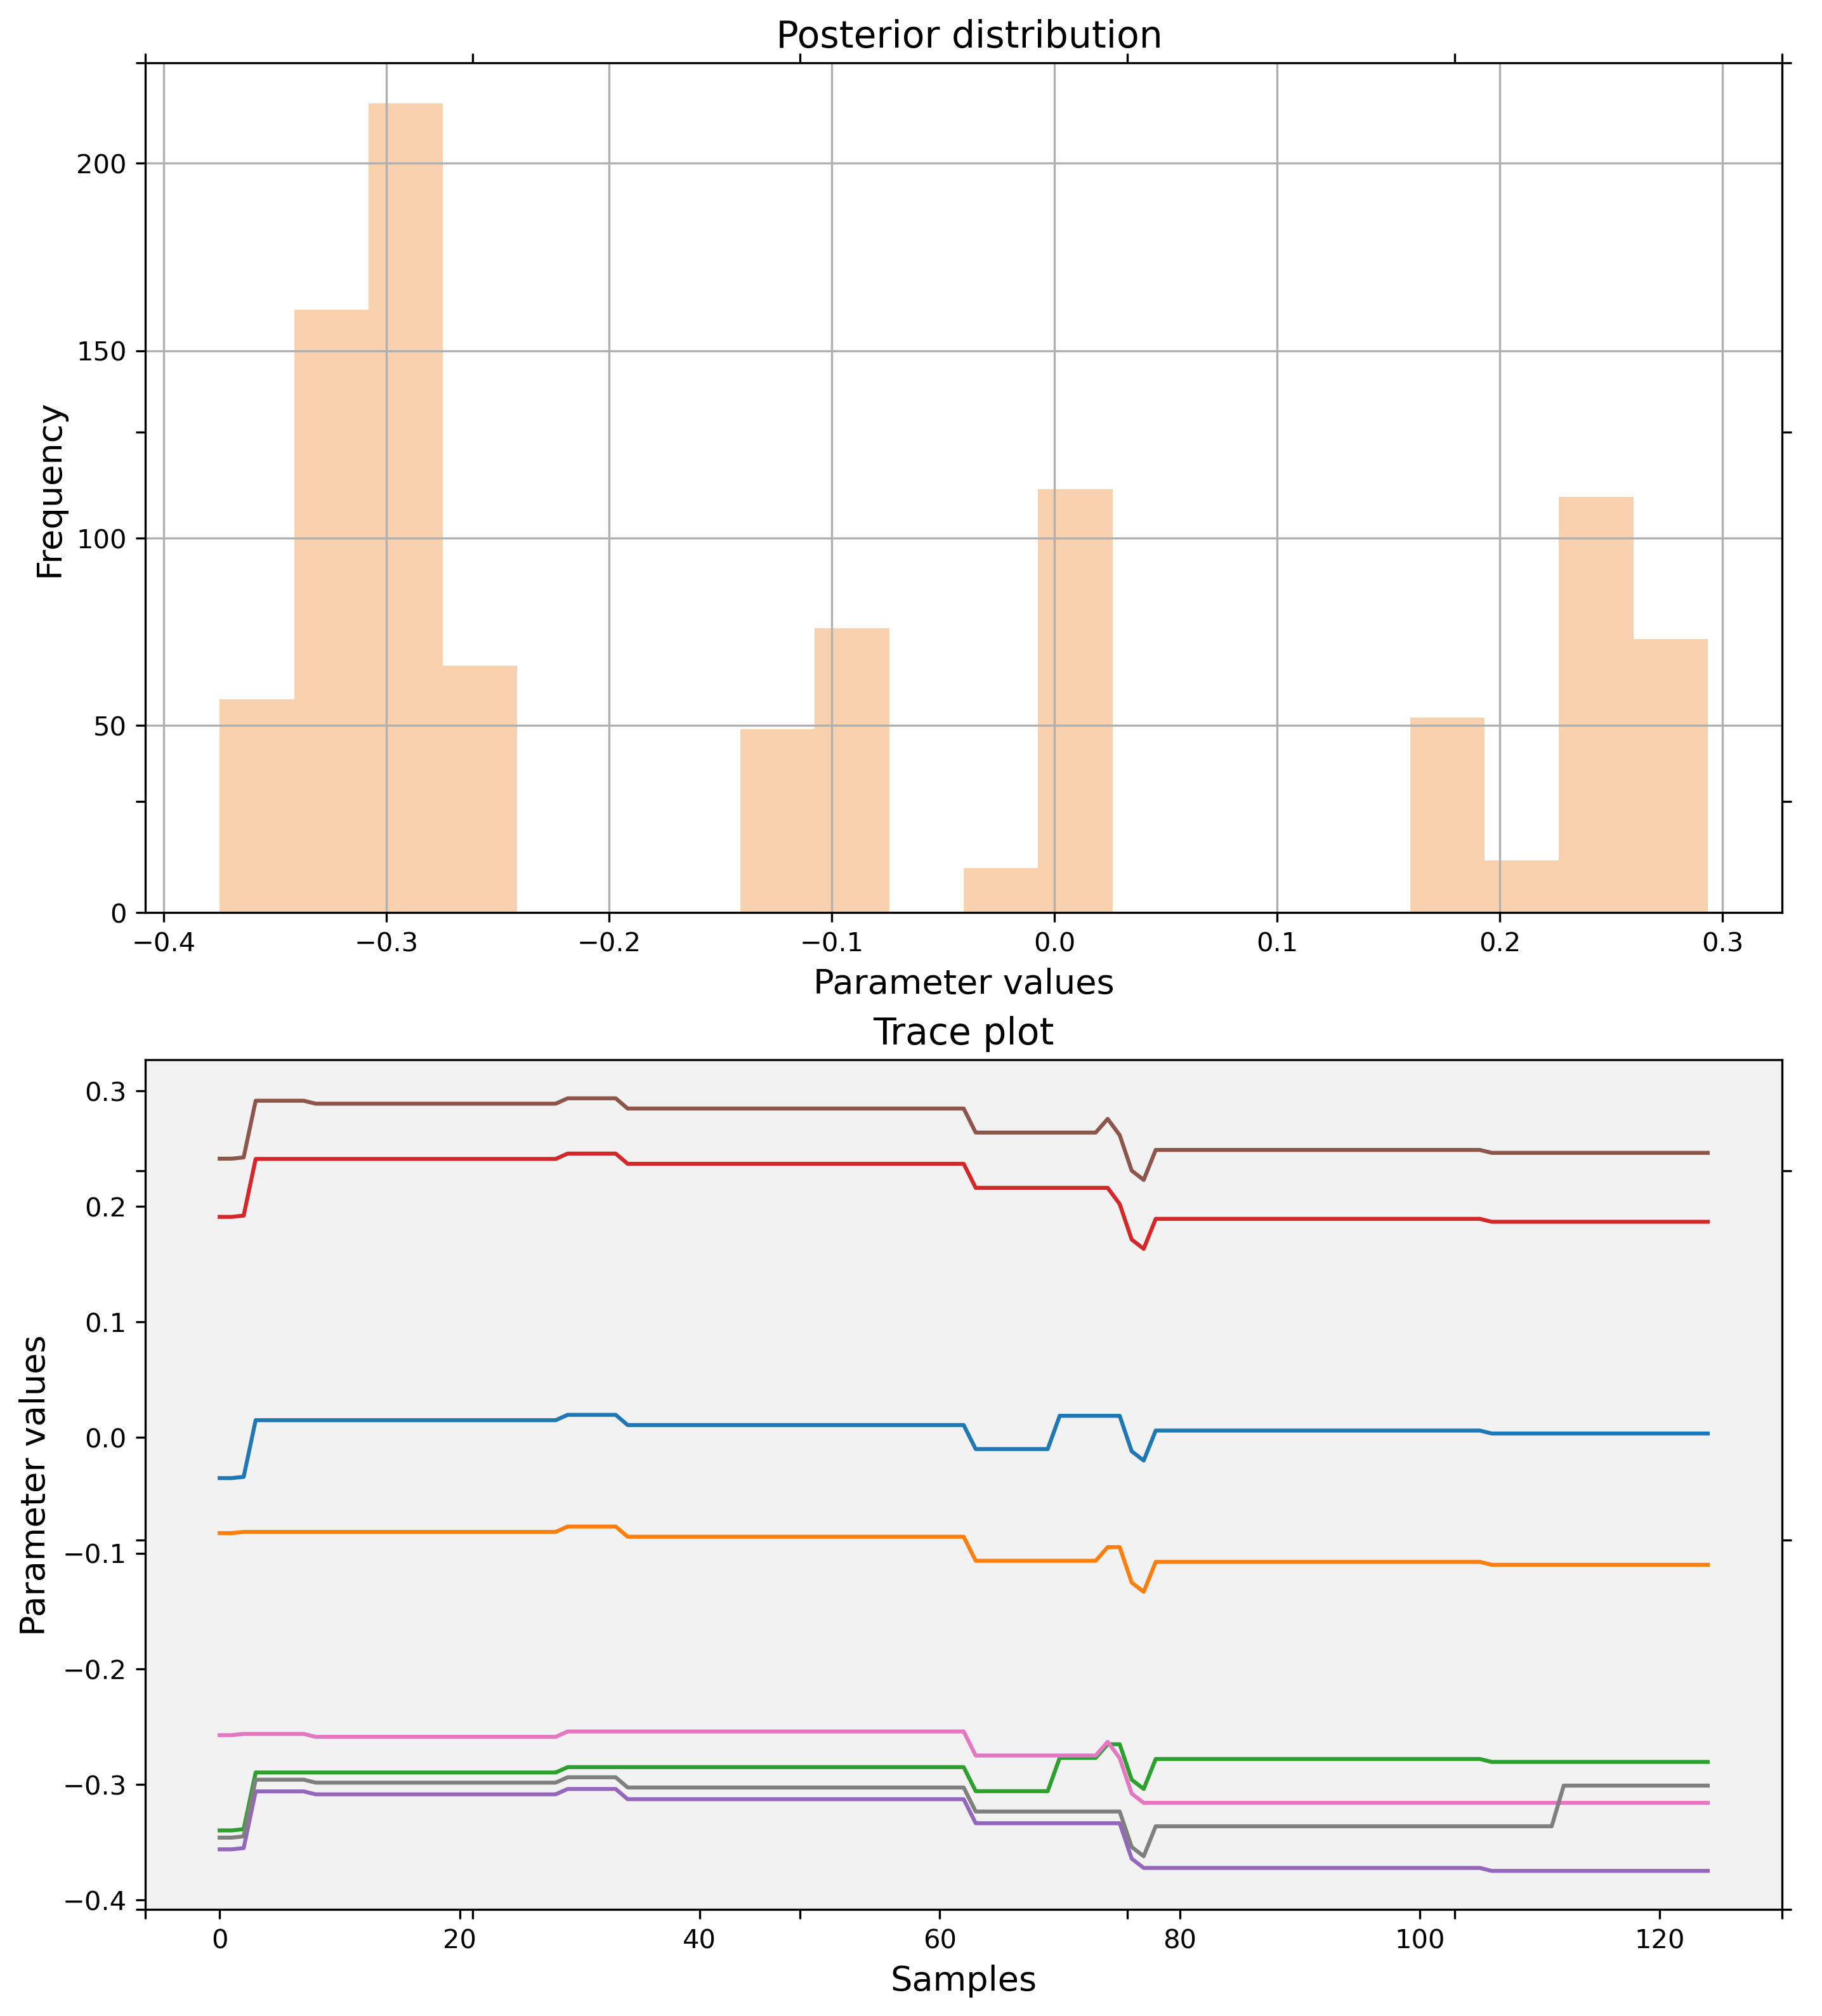 Posterior distribution
200
150
100
50
0
Frequency
−0.4 −0.3 −0.2 −0.1 0.0 0.1 0.2 0.3
Parameter values
Trace plot
0.3
0.2
0.1
0.0
−0.1
−0.2
−0.3
−0.4
Parameter values
0 20 40 60 80 100 120
Samples